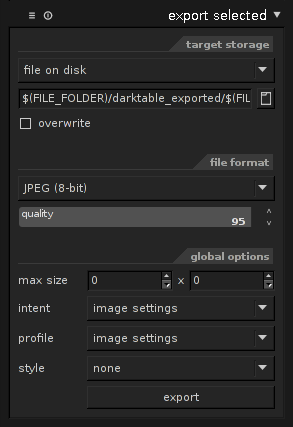 export selected
target storage
file on disk
$(FILE_FOLDER)/darktable_exported/$(FIL
overwrite
file format
JPEG (8-bit)
quality
95
global options
max size 0 x 0
intent image settings
profile image settings
style none
export